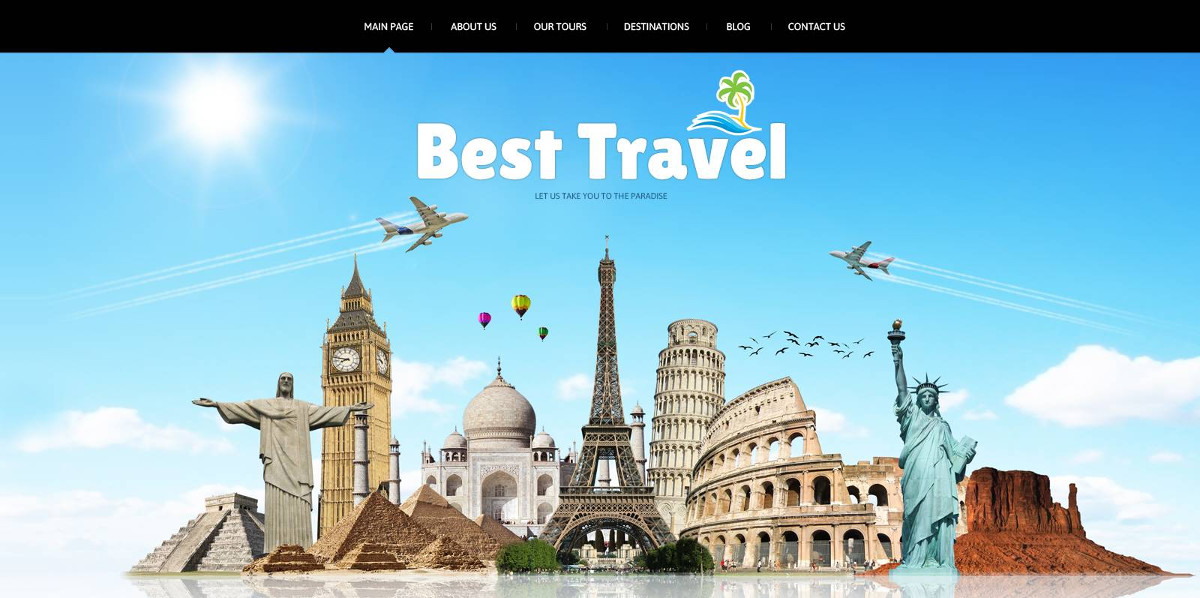 MAIN PAGE ABOUT US OUR TOURS DESTINATIONS BLOG CONTACT US
Best Travel
LET US TAKE YOU TO THE PARADISE